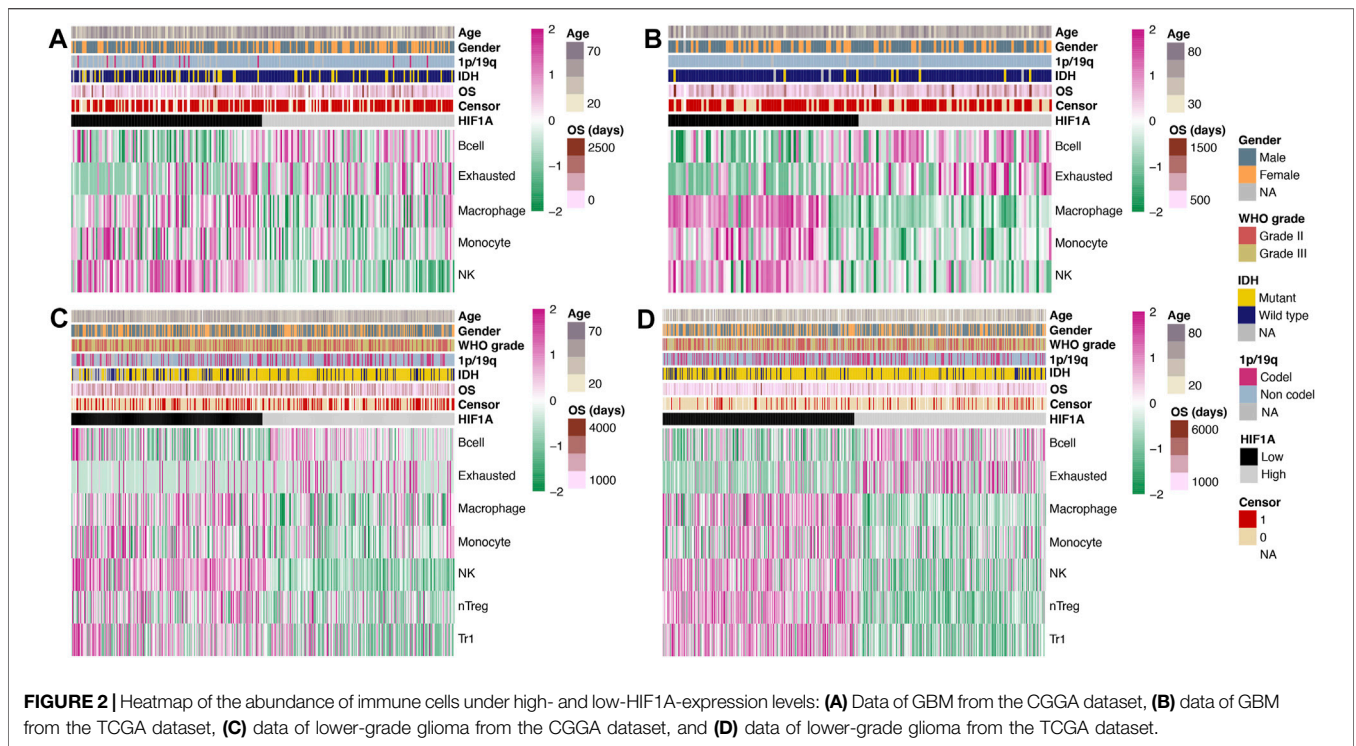 A
Age
Gender
1p/19q
IDH
OS
Censor
HIF1A
Bcell
Exhausted
Macrophage
Monocyte
NK
2
1
0
−1
−2
Age
70
20
OS (days)
2500
0
B
Age
Gender
1p/19q
IDH
OS
Censor
HIF1A
Bcell
Exhausted
Macrophage
Monocyte
NK
2
1
0
−1
−2
Age
80
30
OS (days)
1500
500
C
Age
Gender
WHO grade
1p/19q
IDH
OS
Censor
HIF1A
Bcell
Exhausted
Macrophage
Monocyte
NK
nTreg
Tr1
2
1
0
−1
−2
Age
70
20
OS (days)
4000
1000
D
Age
Gender
WHO grade
1p/19q
IDH
OS
Censor
HIF1A
Bcell
Exhausted
Macrophage
Monocyte
NK
nTreg
Tr1
2
1
0
−1
−2
Age
80
20
OS (days)
6000
1000
Gender
Male
Female
NA
WHO grade
Grade II
Grade III
IDH
Mutant
Wild type
NA
1p/19q
Codel
Non codel
NA
HIF1A
Low
High
Censor
1
0
NA
FIGURE 2 | Heatmap of the abundance of immune cells under high- and low-HIF1A-expression levels: (A) Data of GBM from the CGGA dataset, (B) data of GBM
from the TCGA dataset, (C) data of lower-grade glioma from the CGGA dataset, and (D) data of lower-grade glioma from the TCGA dataset.